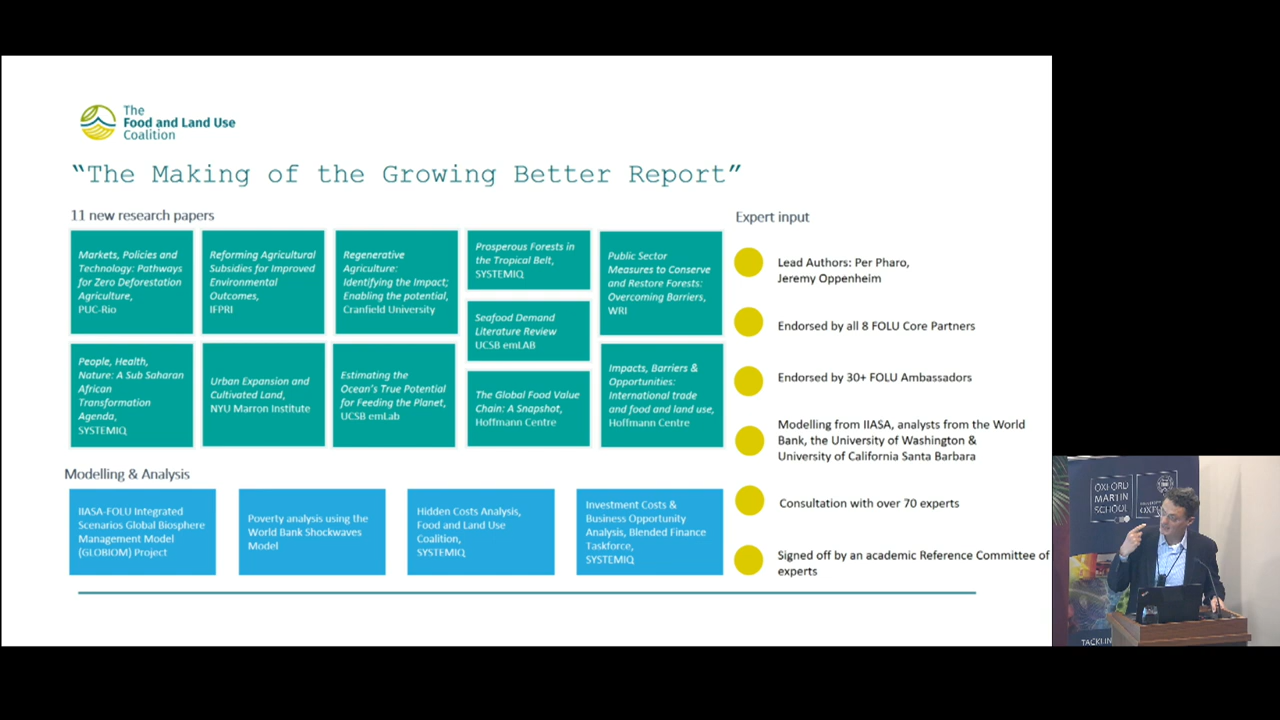 The
Food and Land Use
Coalition
“The Making of the Growing Better Report”
11 new research papers
Markets, Policies and
Technology: Pathways
for Zero Deforestation
Agriculture,
PUC-Rio
Reforming Agricultural
Subsidies for Improved
Environmental
Outcomes,
IFPRI
Regenerative
Agriculture:
Identifying the Impact;
Enabling the potential,
Cranfield University
Prosperous Forests in
the Tropical Belt,
SYSTEMIQ
Seafood Demand
Literature Review
UCSB emLAB
Public Sector
Measures to Conserve
and Restore Forests:
Overcoming Barriers,
WRI
People, Health,
Nature: A Sub Saharan
African
Transformation
Agenda,
SYSTEMIQ
Urban Expansion and
Cultivated Land,
NYU Marron Institute
Estimating the
Ocean’s True Potential
for Feeding the Planet,
UCSB emLab
The Global Food Value
Chain: A Snapshot,
Hoffmann Centre
Impacts, Barriers &
Opportunities:
International trade
and food and land use,
Hoffmann Centre
Modelling & Analysis
IIASA-FOLU Integrated
Scenarios Global Biosphere
Management Model
(GLOBIOM) Project
Poverty analysis using the
World Bank Shockwaves
Model
Hidden Costs Analysis,
Food and Land Use
Coalition,
SYSTEMIQ
Investment Costs &
Business Opportunity
Analysis, Blended Finance
Taskforce,
SYSTEMIQ
Expert input
Lead Authors: Per Pharo,
Jeremy Oppenheim
Endorsed by all 8 FOLU Core Partners
Endorsed by 30+ FOLU Ambassadors
Modelling from IIASA, analysts from the World
Bank, the University of Washington &
University of California Santa Barbara
Consultation with over 70 experts
Signed off by an academic Reference Committee of
experts
OXFORD
MARTIN
SCHOOL
TACKLIN